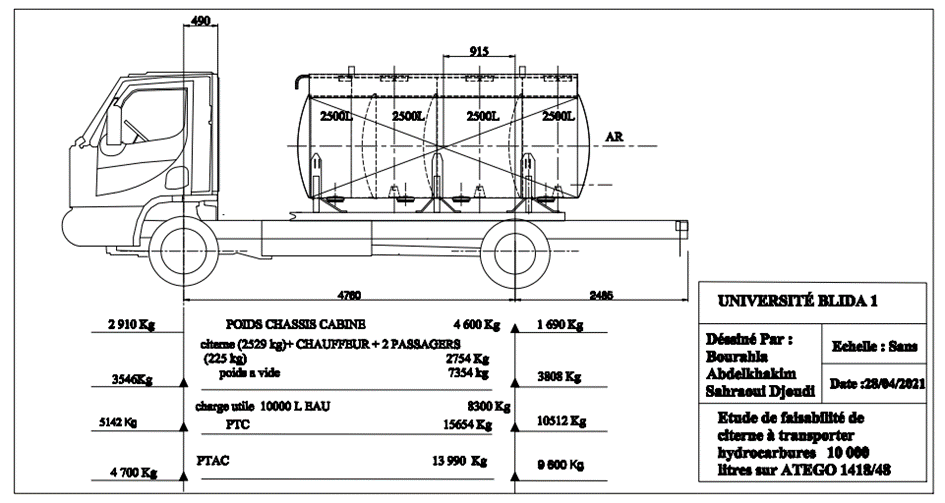 490
915
2500L 2500L 2500L 2500L
AR
4760 2485
2 910 Kg POIDS CHASSIS CABINE 4 600 Kg 1 690 Kg
citerne (2529 kg)+ CHAUFFEUR + 2 PASSAGERS
(225 kg) 2754 Kg
poids a vide 7354 kg
3546Kg 3808 Kg
charge utile 10000 L EAU 8300 Kg
5142 Kg PTC 15654 Kg 10512 Kg
PTAC 13 990 Kg 9 600 Kg
4 700 Kg
UNIVERSITÉ BLIDA 1
Déssiné Par :
Bourahla
Abdelkhakim
Sahraoui Djoudi
Echelle : Sans
Date :28/04/2021
Etude de faisabilité de
citerne à transporter
hydrocarbures 10 000
litres sur ATEGO 1418/48